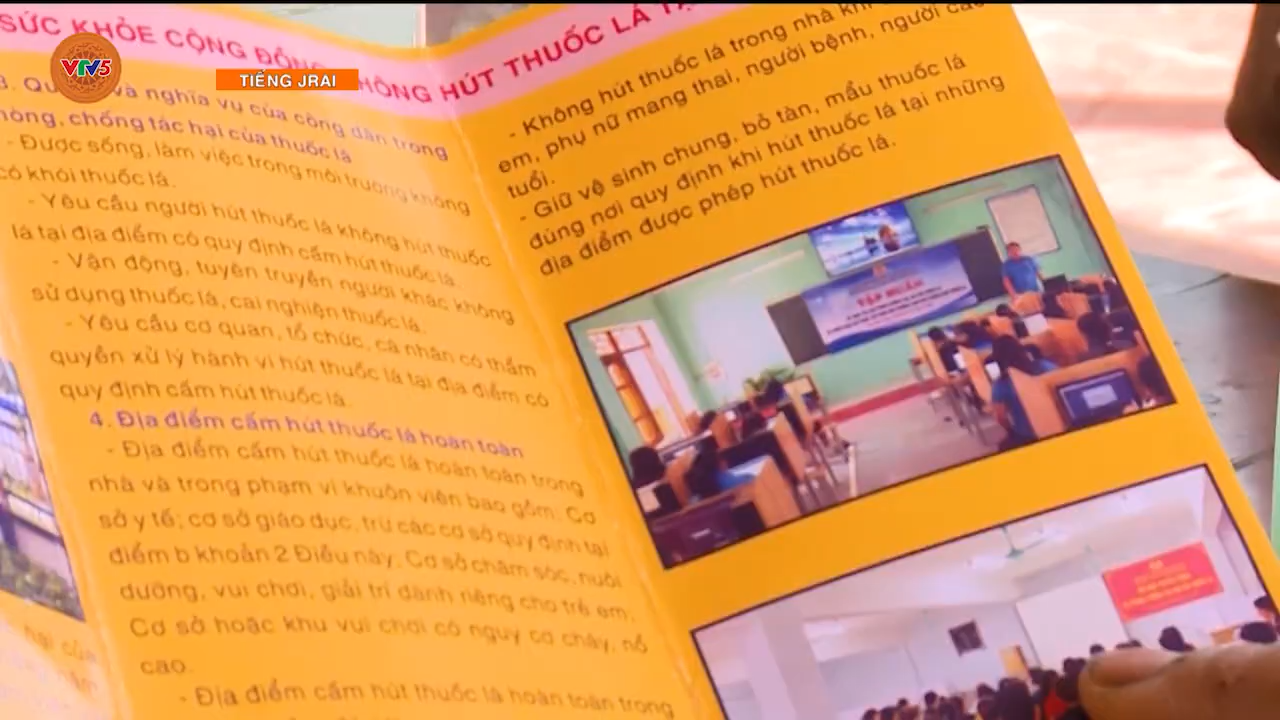 SỨC KHỎE CỘNG ĐỒNG KHÔNG HÚT THUỐC LÁ
VTV5
TIẾNG JRAI
3. Quyền và nghĩa vụ của công dân trong
phòng, chống tác hại của thuốc lá
- Được sống, làm việc trong môi trường không
có khói thuốc lá.
- Yêu cầu người hút thuốc lá không hút thuốc
lá tại địa điểm có quy định cấm hút thuốc lá.
- Vận động, tuyên truyền người khác không
sử dụng thuốc lá, cai nghiện thuốc lá.
- Yêu cầu cơ quan, tổ chức, cá nhân có thẩm
quyền xử lý hành vi hút thuốc lá tại địa điểm có
quy định cấm hút thuốc lá.
4. Địa điểm cấm hút thuốc lá hoàn toàn
- Địa điểm cấm hút thuốc lá hoàn toàn trong
nhà và trong phạm vi khuôn viên bao gồm: Cơ
sở y tế; cơ sở giáo dục, trừ các cơ sở quy định tại
điểm b khoản 2 Điều này; Cơ sở chăm sóc, nuôi
dưỡng, vui chơi, giải trí dành riêng cho trẻ em;
Cơ sở hoặc khu vui chơi có nguy cơ cháy, nổ
cao.
- Địa điểm cấm hút thuốc lá hoàn toàn trong
- Không hút thuốc lá trong nhà khi
em, phụ nữ mang thai, người bệnh, người cao
tuổi.
- Giữ vệ sinh chung, bỏ tàn, mẩu thuốc lá
đúng nơi quy định khi hút thuốc lá tại những
địa điểm được phép hút thuốc lá.
TẬP HUẤN